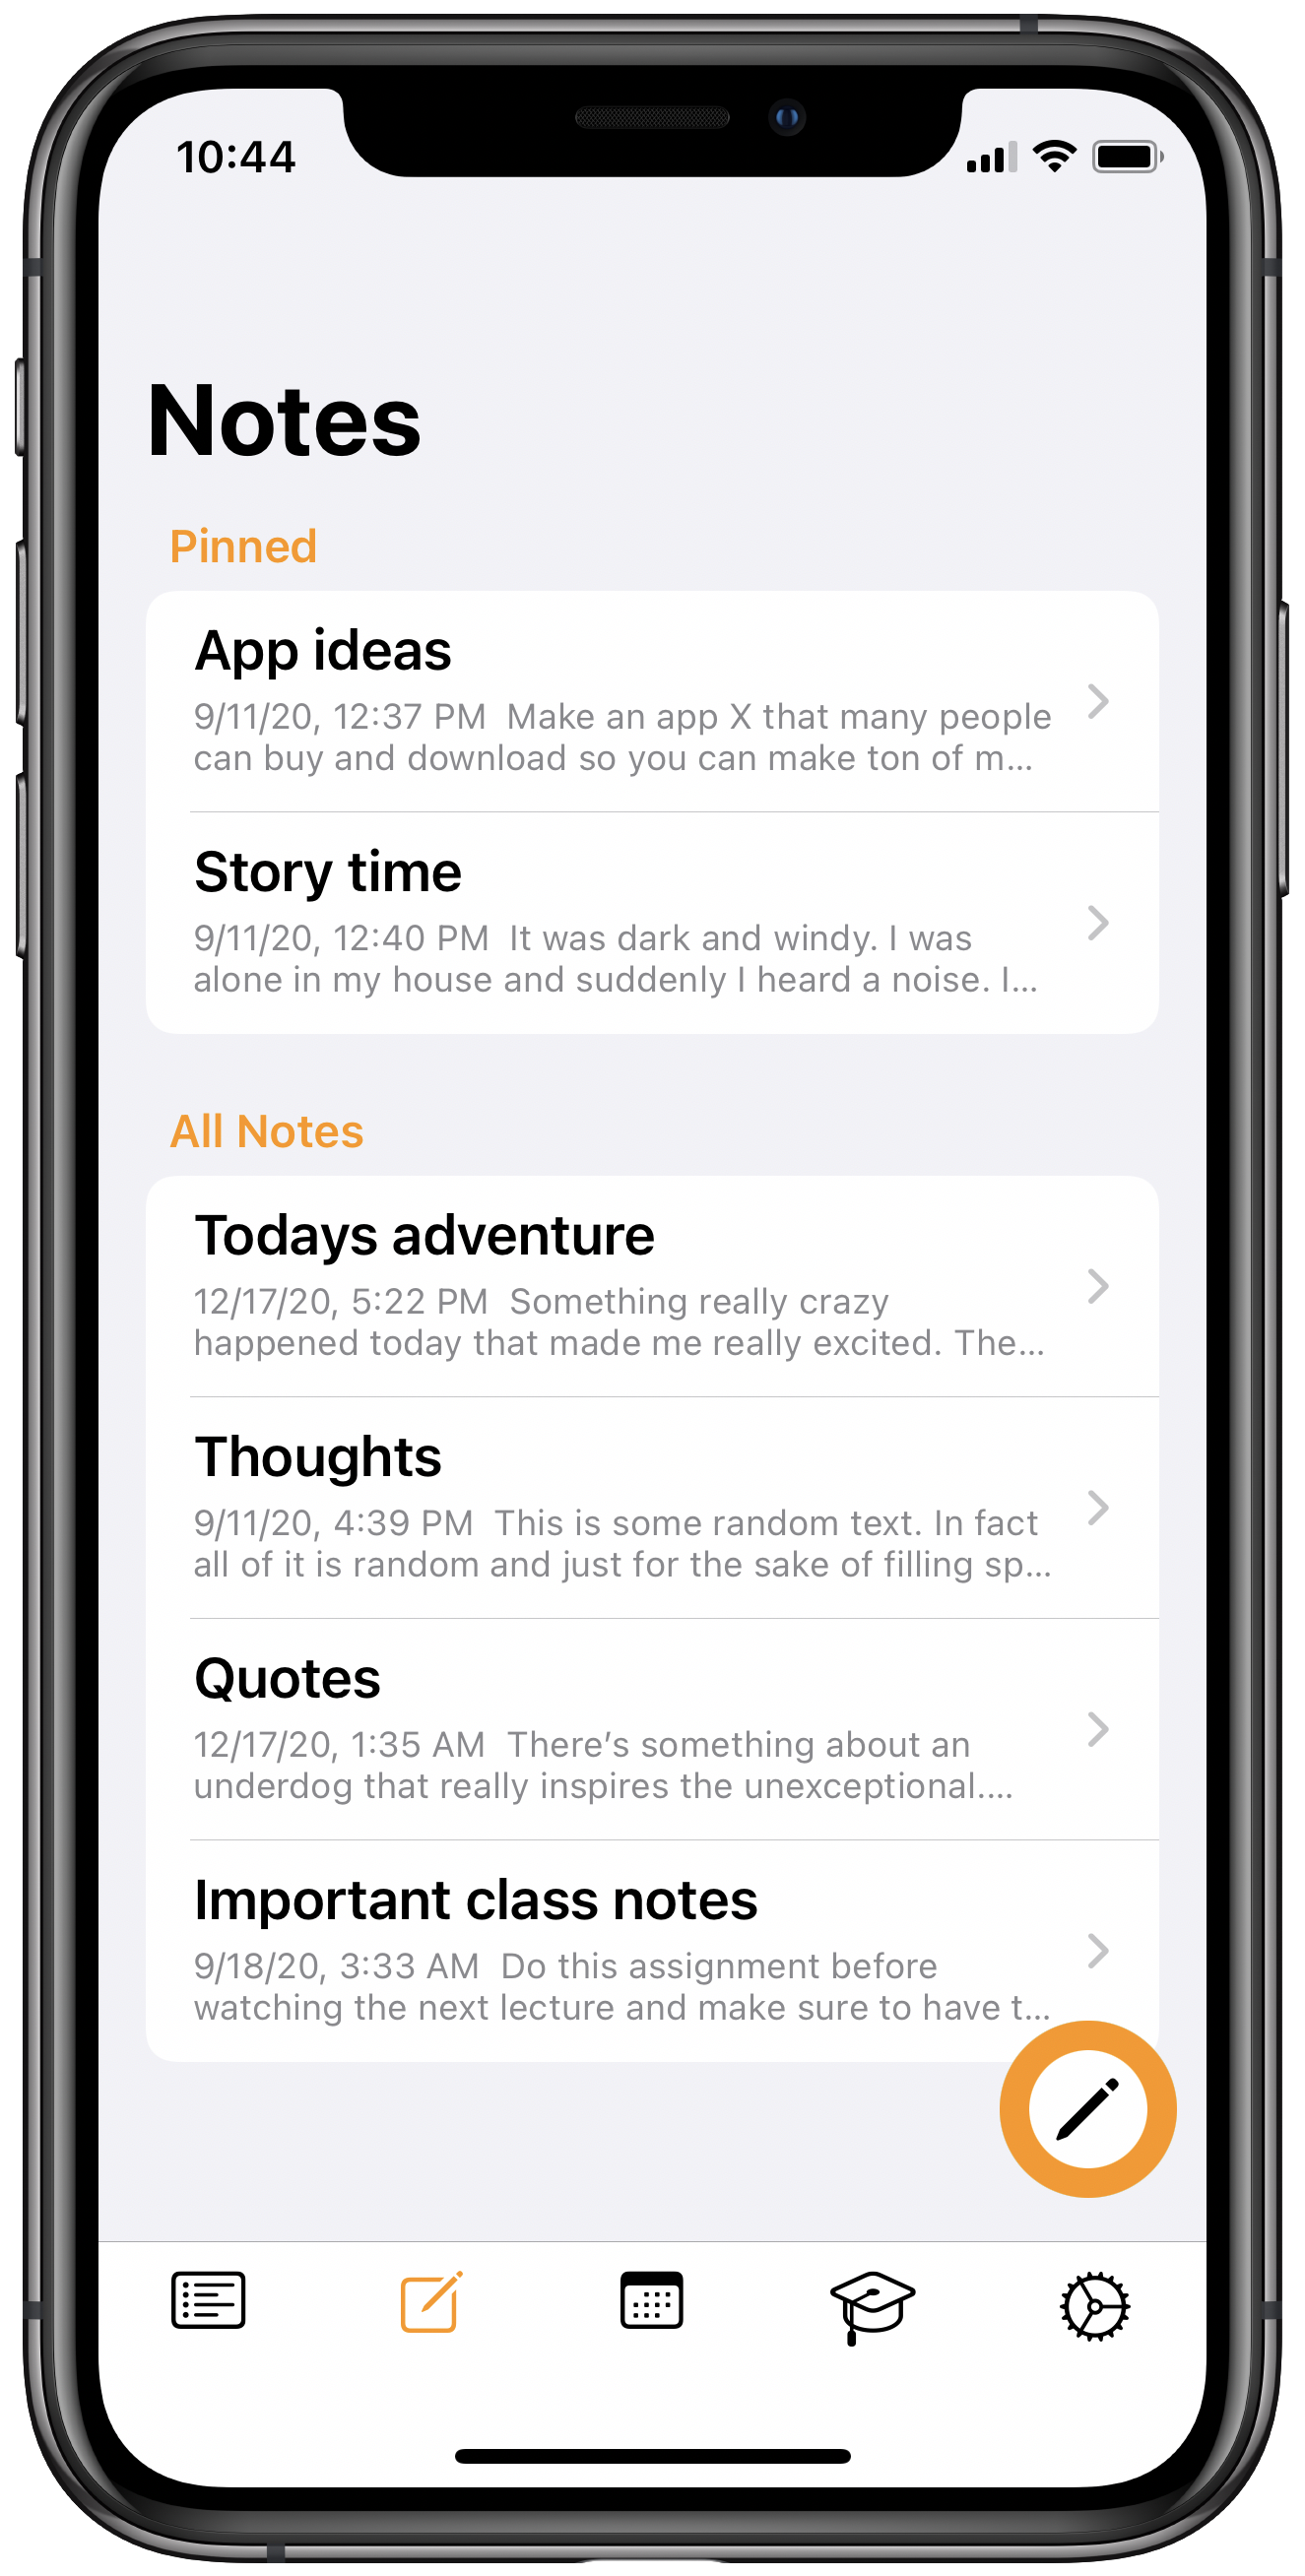 10:44
Notes
Pinned
App ideas
9/11/20, 12:37 PM  Make an app X that many people
can buy and download so you can make ton of m...
Story time
9/11/20, 12:40 PM  It was dark and windy. I was
alone in my house and suddenly I heard a noise. I...
All Notes
Todays adventure
12/17/20, 5:22 PM  Something really crazy
happened today that made me really excited. The...
Thoughts
9/11/20, 4:39 PM  This is some random text. In fact
all of it is random and just for the sake of filling sp...
Quotes
12/17/20, 1:35 AM  There’s something about an
underdog that really inspires the unexceptional....
Important class notes
9/18/20, 3:33 AM  Do this assignment before
watching the next lecture and make sure to have t...